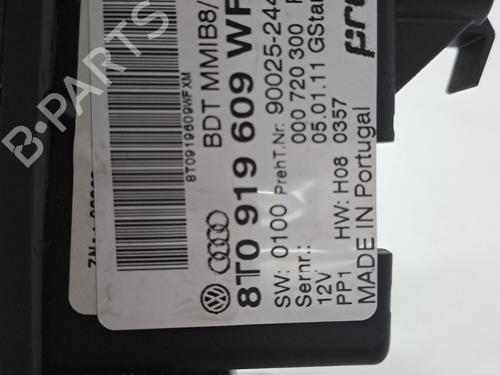 BDT MMIB8/
8T0919609WFXM
8T0 919 609 WF
SW: 0100 PrehT.Nr: 90025-244
Sernr.: 000 720 300
12V 05.01.11 GStar
PP1 HW: H08 0357
MADE IN Portugal
B-PARTS